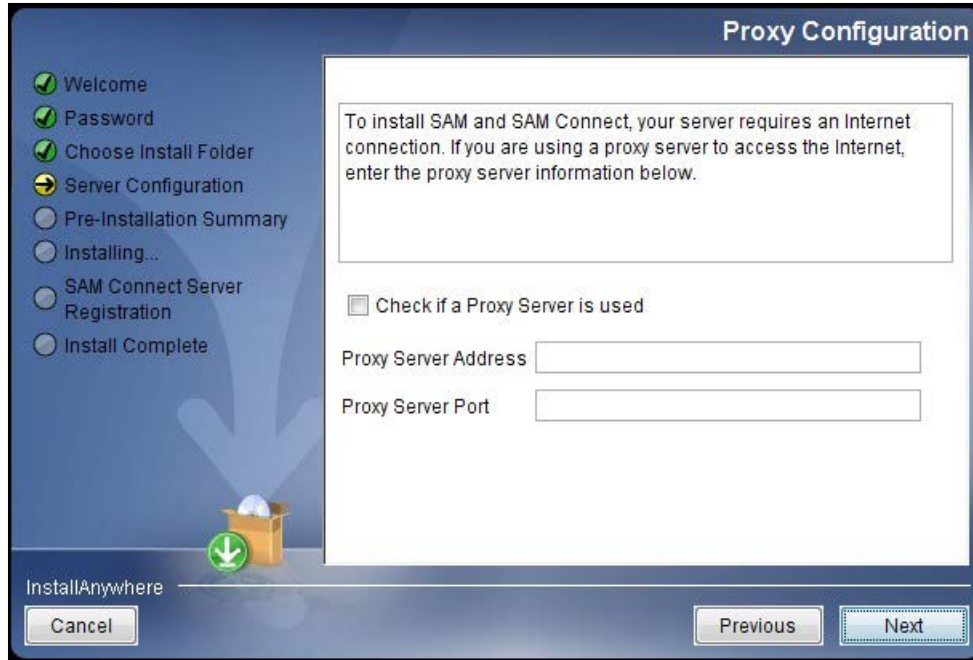 Proxy Configuration
Welcome
Password
Choose Install Folder
Server Configuration
Pre-Installation Summary
Installing...
SAM Connect Server
Registration
Install Complete
To install SAM and SAM Connect, your server requires an Internet
connection. If you are using a proxy server to access the Internet,
enter the proxy server information below.
Check if a Proxy Server is used
Proxy Server Address
Proxy Server Port
InstallAnywhere
Cancel
Previous
Next